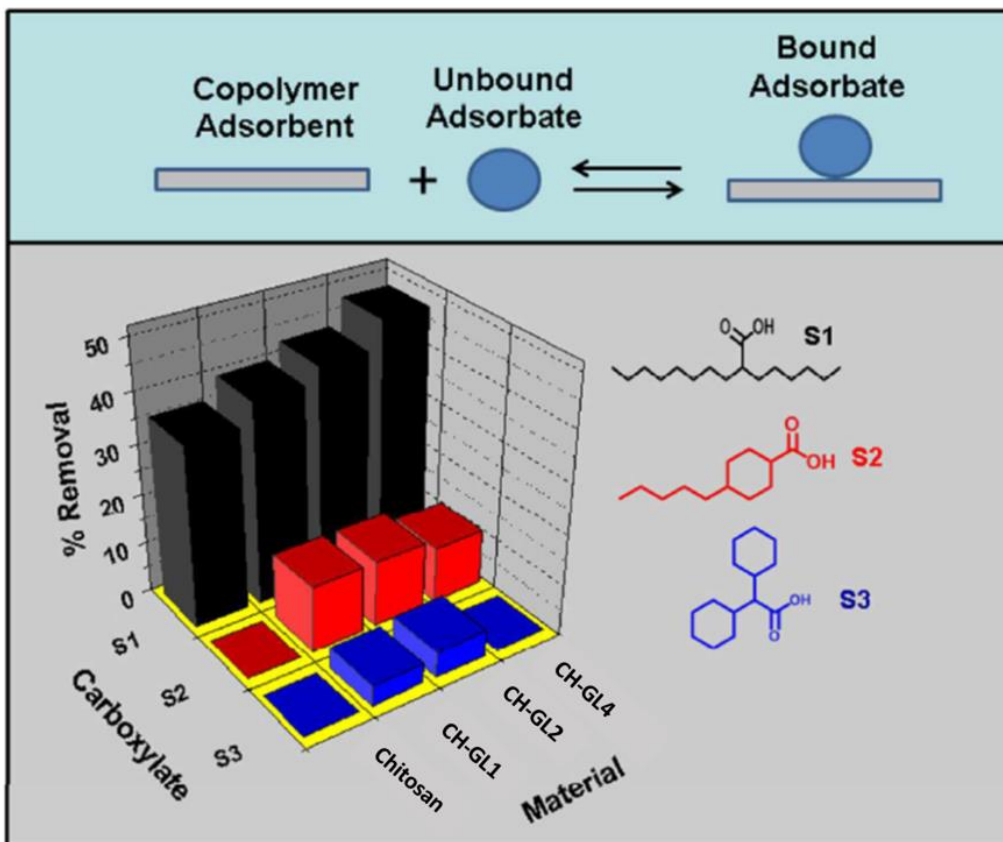 Copolymer
Adsorbent
+
Unbound
Adsorbate
Bound
Adsorbate
% Removal
50
40
30
20
10
0
S1
S2
S3
Carboxylate
Chitosan
CH-GL1
CH-GL2
CH-GL4
Material
O
OH
S1
O
OH
S2
OH
O
S3